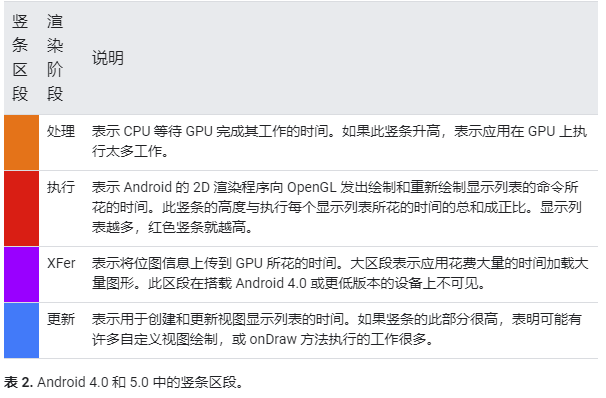 竖条区段 渲染阶段 说明
处理 表示 CPU 等待 GPU 完成其工作的时间。如果此竖条升高，表示应用在 GPU 上执
行太多工作。
执行 表示 Android 的 2D 渲染程序向 OpenGL 发出绘制和重新绘制显示列表的命令所
花的时间。此竖条的高度与执行每个显示列表所花的时间的总和成正比。显示列
表越多，红色竖条就越高。
XFer 表示将位图信息上传到 GPU 所花的时间。大区段表示应用花费大量的时间加载大
量图形。此区段在搭载 Android 4.0 或更低版本的设备上不可见。
更新 表示用于创建和更新视图显示列表的时间。如果竖条的此部分很高，表明可能有
许多自定义视图绘制，或 onDraw 方法执行的工作很多。
表 2. Android 4.0 和 5.0 中的竖条区段。